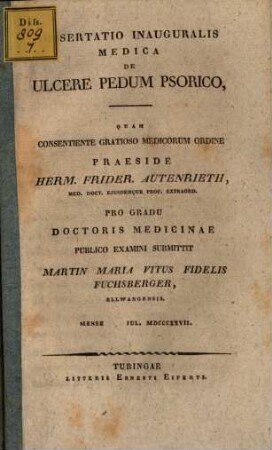 Diss.
809
7.
SSERTATIO INAUGURALIS
MEDICA
DE
ULCERE PEDUM PSORICO,
QUAM
CONSENTIENTE GRATIOSO MEDICORUM ORDINE
PRAESIDE
HERM. FRIDER. AUTENRIETH,
MED. DOCT. EJUSDEMQUE PROF. EXTRAORD.
PRO GRADU
DOCTORIS MEDICINAE
PUBLICO EXAMINI SUBMITTIT
MARTIN MARIA VITUS FIDELIS
FUCHSBERGER,
ELLWANGENSIS.
MENSE JUL. MDCCCXXVII.
TUBINGAE
LITTERIS ERNESTI EIFERTI.